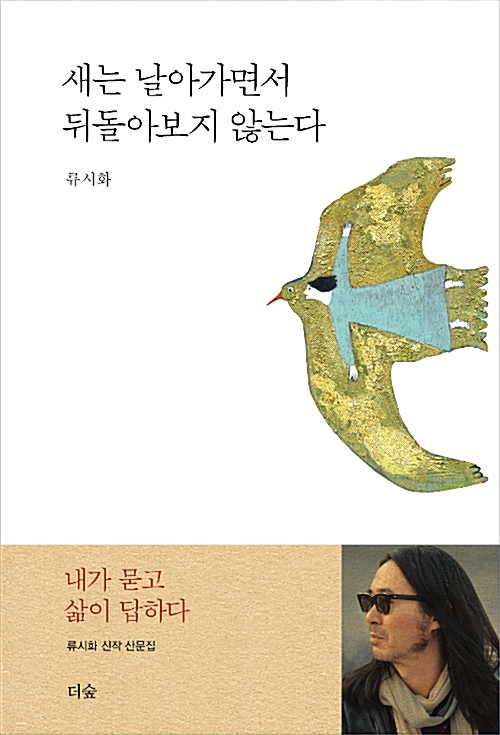 새는 날아가면서
뒤돌아보지 않는다
류시화
내가 묻고
삶이 답하다
류시화 신작 산문집
더숲